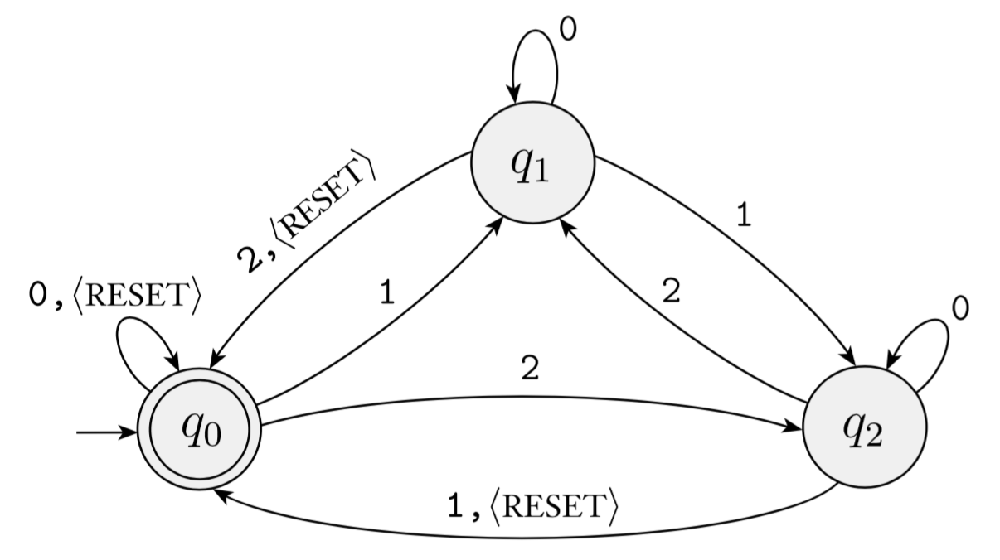 0
q₁
2,⟨RESET⟩
1
0,⟨RESET⟩
1
2
0
2
q₀
q₂
1,⟨RESET⟩